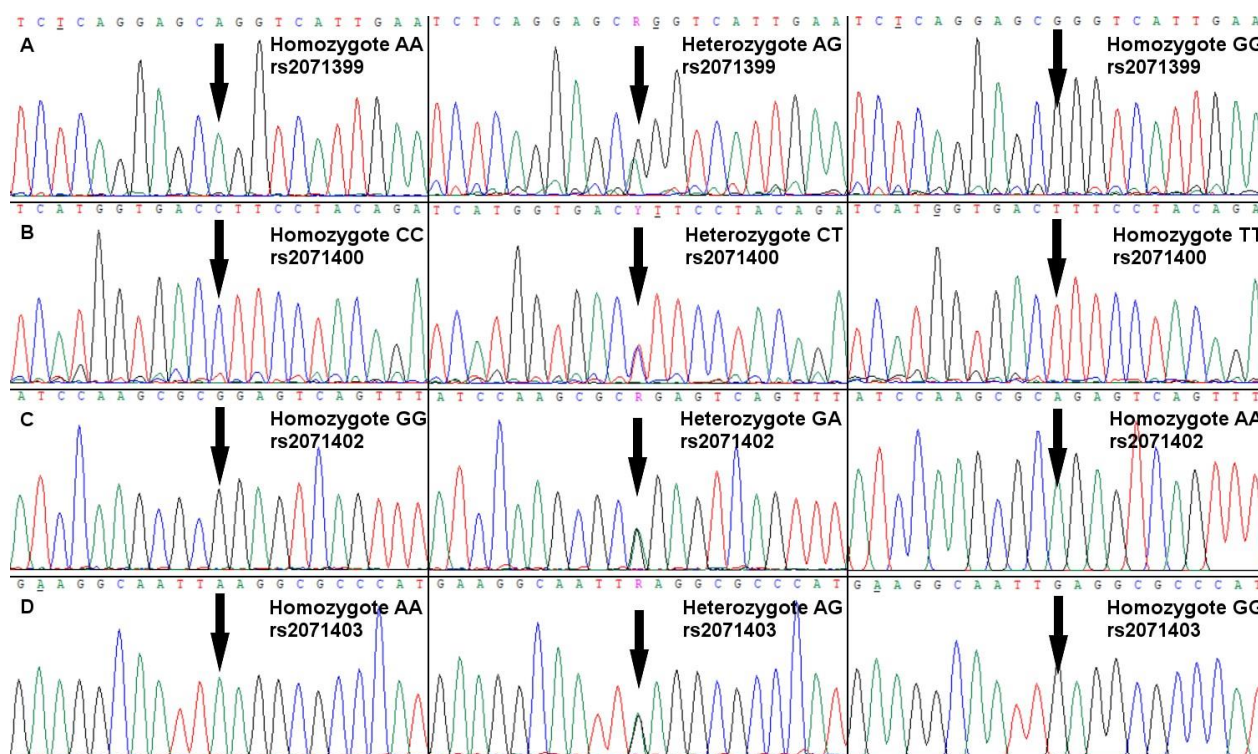 T C T C A G G A G C A G G T C A T T G A A
A
Homozygote AA
rs2071399
T C T C A G G A G C R G G T C A T T G A A
Heterozygote AG
rs2071399
T C T C A G G A G C G G G T C A T T G A A
Homozygote GG
rs2071399
T C A T G G T G A C C T T C C T A C A G A
B
Homozygote CC
rs2071400
T C A T G G T G A C Y T T C C T A C A G A
Heterozygote CT
rs2071400
T C A T G G T G A C T T T C C T A C A G A
Homozygote TT
rs2071400
A T C C A A G C G C G G A G T C A G T T T
C
Homozygote GG
rs2071402
A T C C A A G C G C R G A G T C A G T T T
Heterozygote GA
rs2071402
A T C C A A G C G C A G A G T C A G T T T
Homozygote AA
rs2071402
G A A G G C A A T T A A G G C G C C C A T
D
Homozygote AA
rs2071403
G A A G G C A A T T R A G G C G C C C A T
Heterozygote AG
rs2071403
G A A G G C A A T T G A G G C G C C C A T
Homozygote GG
rs2071403